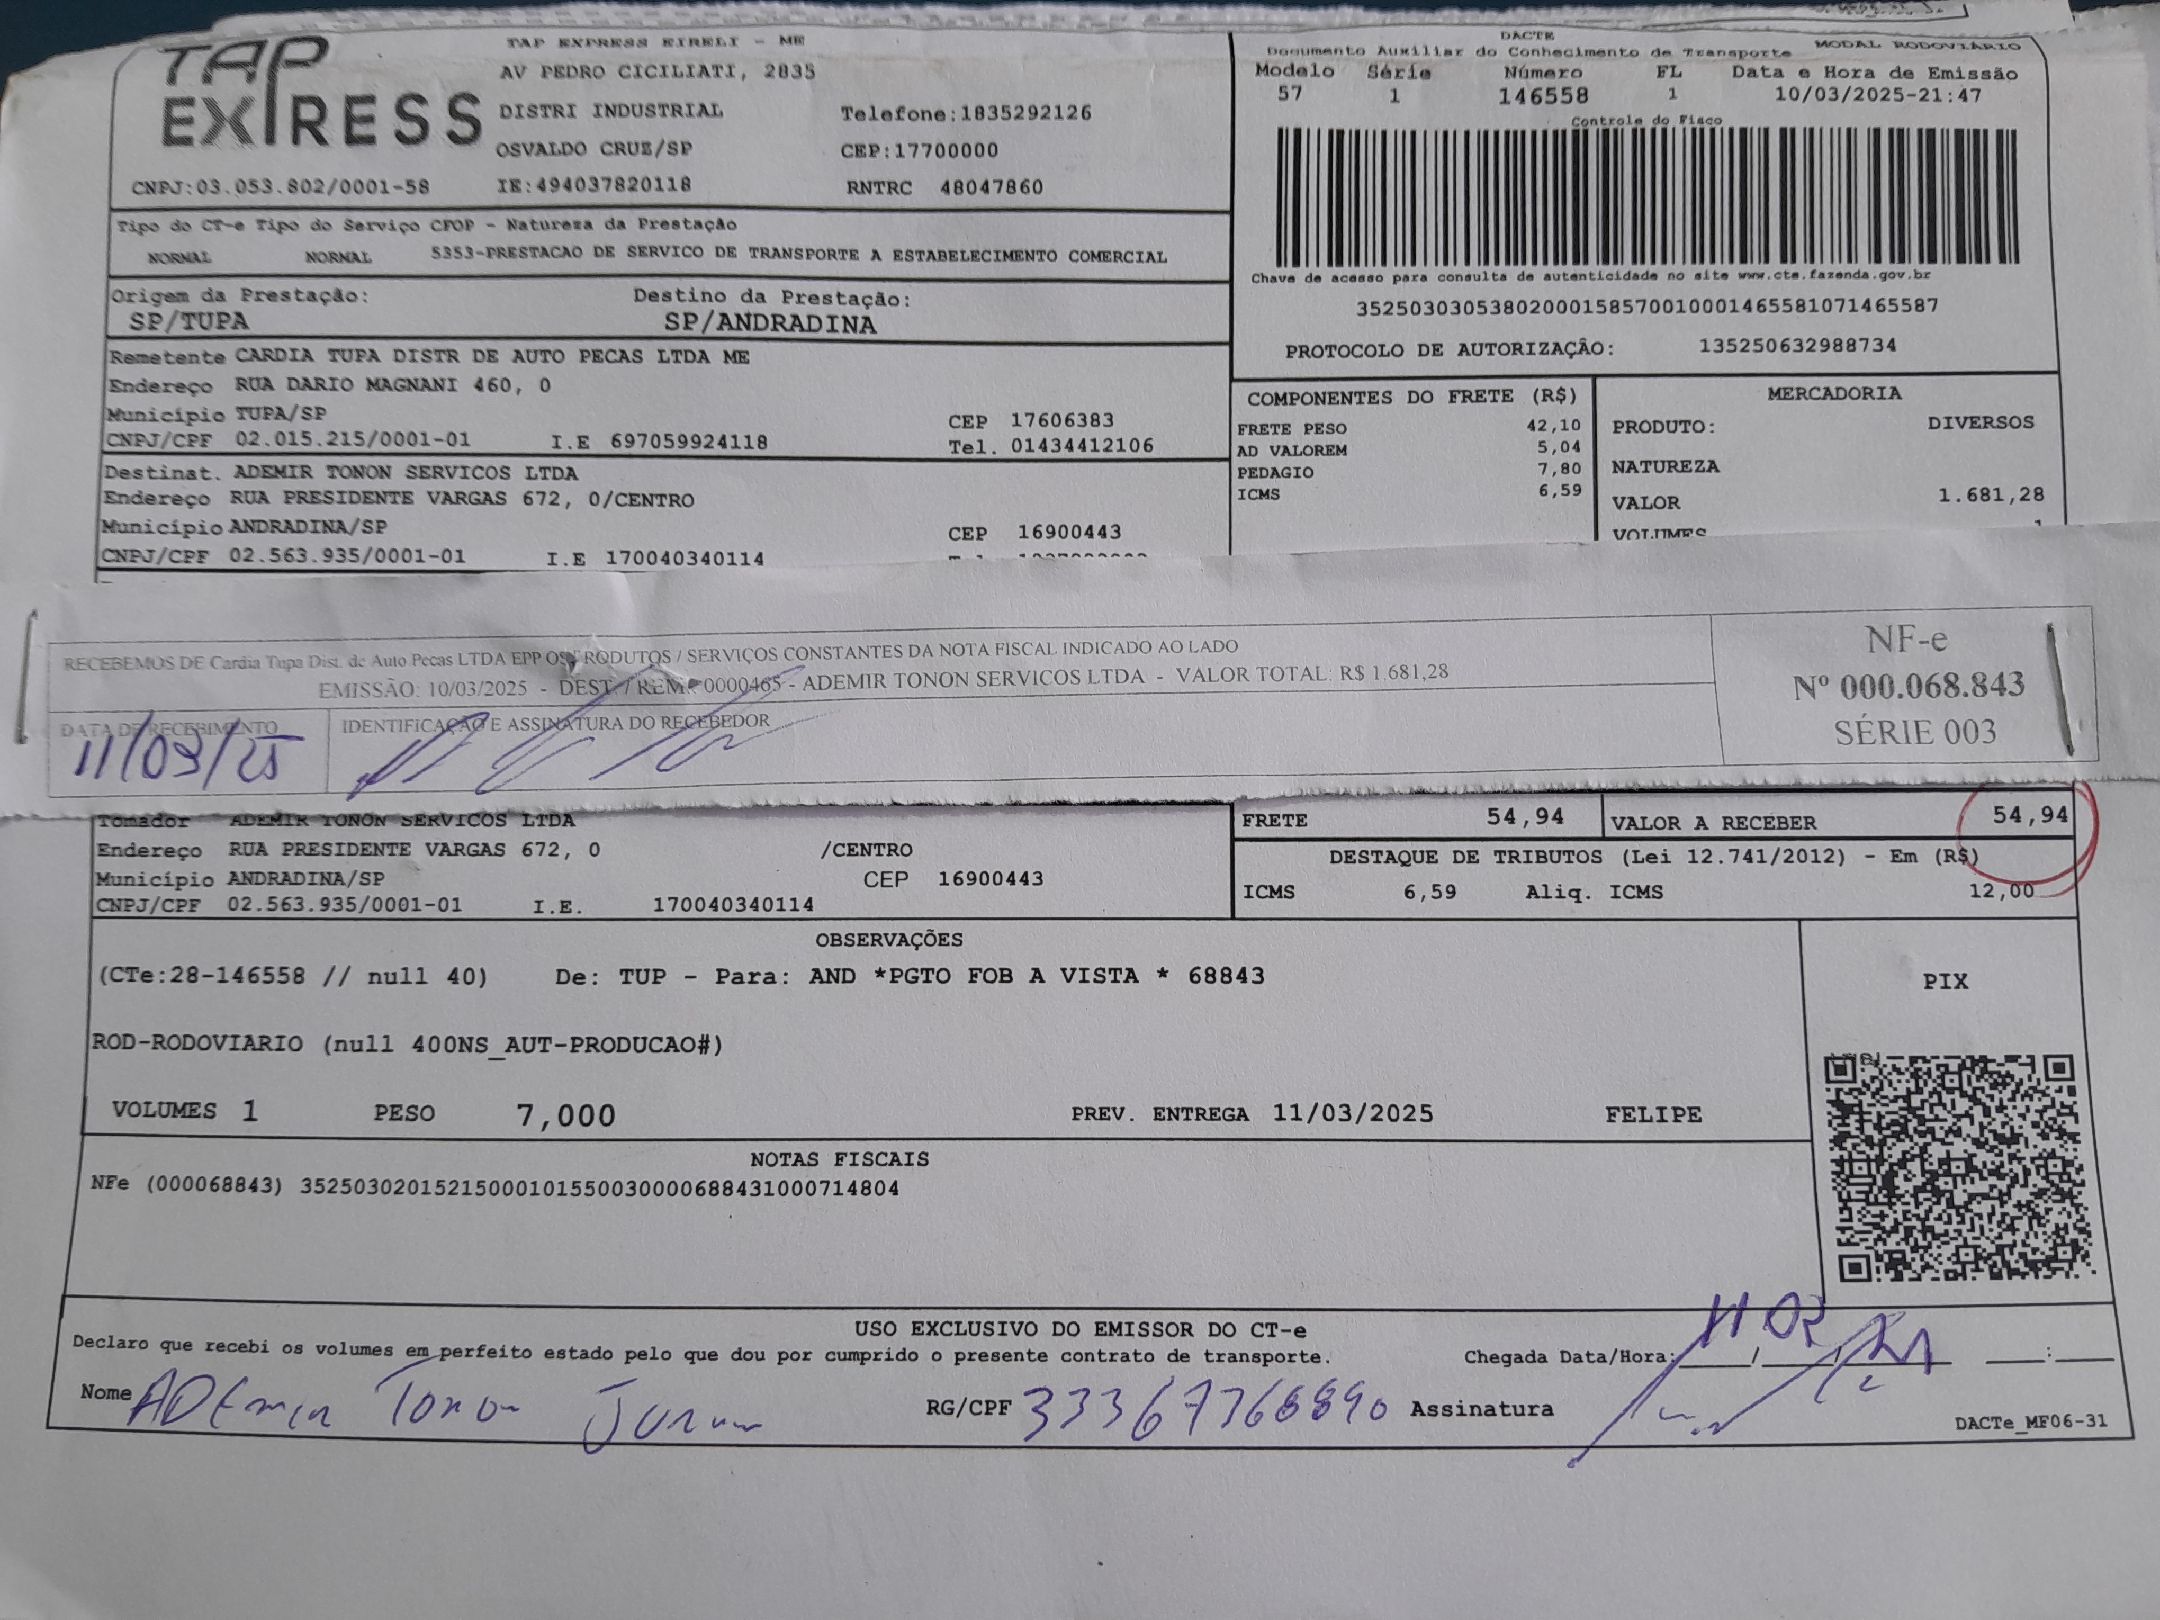 TAP EXPRESS
TAP EXPRESS EIRELI - ME
AV PEDRO CICILIATI, 2835
DISTRI INDUSTRIAL Telefone:1835292126
OSVALDO CRUZ/SP CEP:17700000
CNPJ:03.053.802/0001-58 IE:494037820118 RNTRC 48047860
DACTE
Documento Auxiliar do Conhecimento de Transporte MODAL RODOVIÁRIO
Modelo Série Número FL Data e Hora de Emissão
57 1 146558 1 10/03/2025-21:47
Controle do Fisco
Chave de acesso para consulta de autenticidade no site www.cte.fazenda.gov.br
35250303053802000158570010001465581071465587
PROTOCOLO DE AUTORIZAÇÃO: 135250632988734
Tipo do CT-e Tipo do Serviço CFOP - Natureza da Prestação
NORMAL NORMAL 5353-PRESTACAO DE SERVICO DE TRANSPORTE A ESTABELECIMENTO COMERCIAL
Origem da Prestação: Destino da Prestação:
SP/TUPA SP/ANDRADINA
Remetente CARDIA TUPA DISTR DE AUTO PECAS LTDA ME
Endereço RUA DARIO MAGNANI 460, 0
Município TUPA/SP CEP 17606383
CNPJ/CPF 02.015.215/0001-01 I.E 697059924118 Tel. 01434412106
Destinat. ADEMIR TONON SERVICOS LTDA
Endereço RUA PRESIDENTE VARGAS 672, 0/CENTRO
Município ANDRADINA/SP CEP 16900443
CNPJ/CPF 02.563.935/0001-01 I.E 170040340114
COMPONENTES DO FRETE (R$)
FRETE PESO 42,10
AD VALOREM 5,04
PEDAGIO 7,80
ICMS 6,59
MERCADORIA
PRODUTO: DIVERSOS
NATUREZA
VALOR 1.681,28
VOLUMES
RECEBEMOS DE Cardia Tupa Dist. de Auto Pecas LTDA EPP OS PRODUTOS / SERVIÇOS CONSTANTES DA NOTA FISCAL INDICADO AO LADO
EMISSÃO: 10/03/2025 - DEST. / REM.: 0000465 - ADEMIR TONON SERVICOS LTDA - VALOR TOTAL: R$ 1.681,28
DATA DE RECEBIMENTO IDENTIFICAÇÃO E ASSINATURA DO RECEBEDOR
11/03/25
NF-e
Nº 000.068.843
SÉRIE 003
Tomador ADEMIR TONON SERVICOS LTDA
Endereço RUA PRESIDENTE VARGAS 672, 0 /CENTRO
Município ANDRADINA/SP CEP 16900443
CNPJ/CPF 02.563.935/0001-01 I.E. 170040340114
FRETE 54,94 VALOR A RECEBER 54,94
DESTAQUE DE TRIBUTOS (Lei 12.741/2012) - Em (R$)
ICMS 6,59 Aliq. ICMS 12,00
OBSERVAÇÕES
(CTe:28-146558 // null 40) De: TUP - Para: AND *PGTO FOB A VISTA * 68843
ROD-RODOVIARIO (null 400NS_AUT-PRODUCAO#)
VOLUMES 1 PESO 7,000 PREV. ENTREGA 11/03/2025 FELIPE
PIX
NOTAS FISCAIS
NFe (000068843) 35250302015215000101550030000688431000714804
USO EXCLUSIVO DO EMISSOR DO CT-e
Declaro que recebi os volumes em perfeito estado pelo que dou por cumprido o presente contrato de transporte. Chegada Data/Hora: 11 03
Nome ADEmir Tonon Junior RG/CPF 33367368890 Assinatura
DACTe_MF06-31